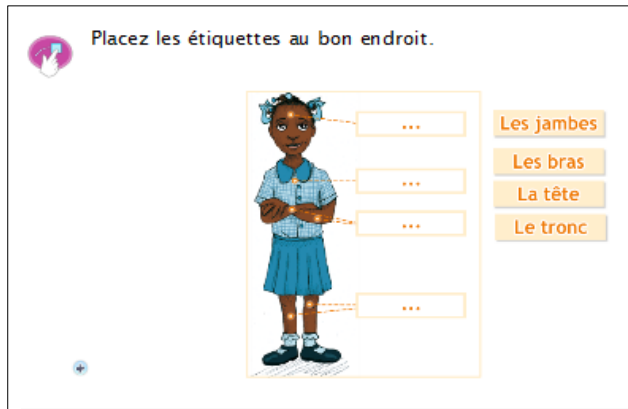 Placez les étiquettes au bon endroit.
...
...
...
...
Les jambes
Les bras
La tête
Le tronc